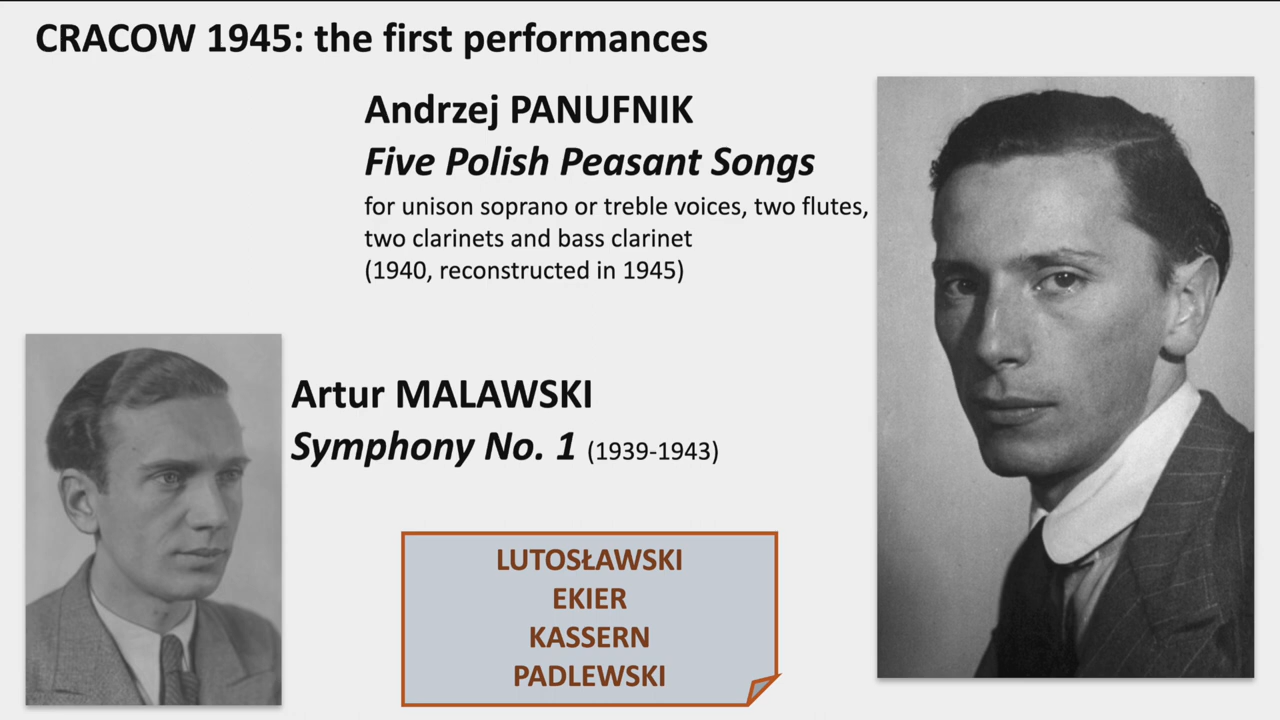 CRACOW 1945: the first performances
Andrzej PANUFNIK
Five Polish Peasant Songs
for unison soprano or treble voices, two flutes,
two clarinets and bass clarinet
(1940, reconstructed in 1945)
Artur MALAWSKI
Symphony No. 1 (1939-1943)
LUTOSŁAWSKI
EKIER
KASSERN
PADLEWSKI